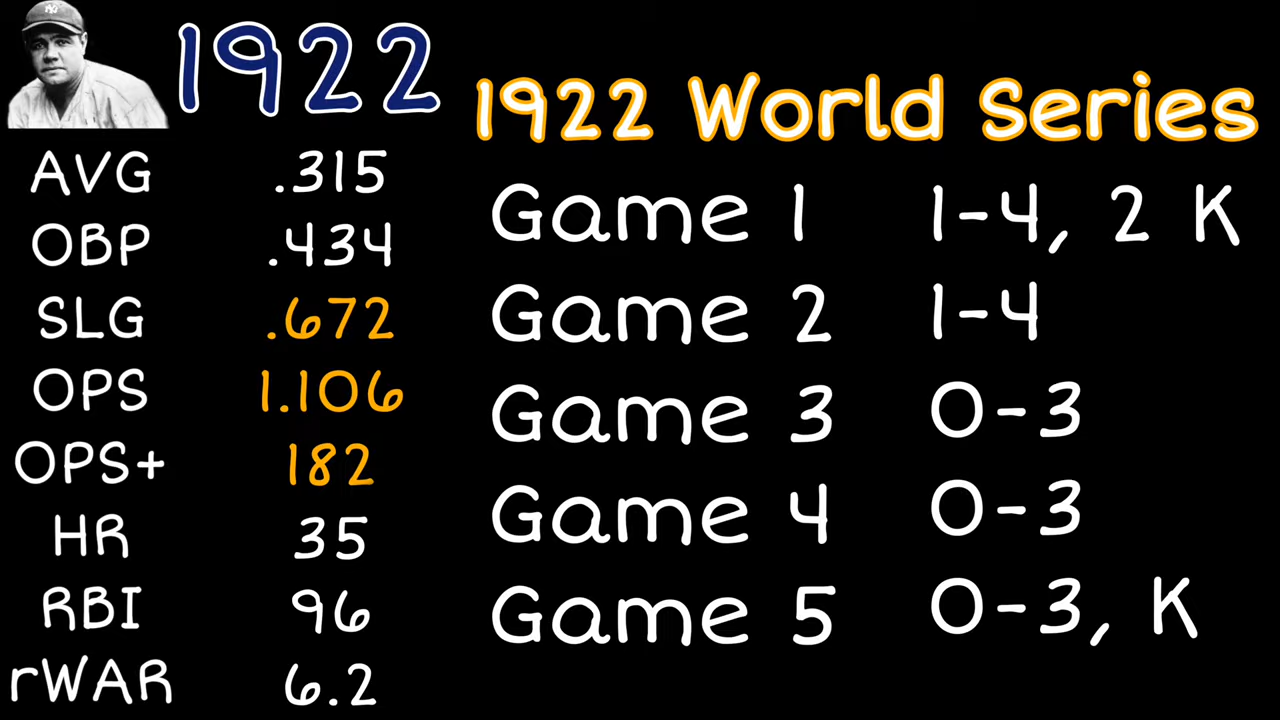 1922
AVG .315
OBP .434
SLG .672
OPS 1.106
OPS+ 182
HR 35
RBI 96
rWAR 6.2
1922 World Series
Game 1 1-4, 2 K
Game 2 1-4
Game 3 0-3
Game 4 0-3
Game 5 0-3, K